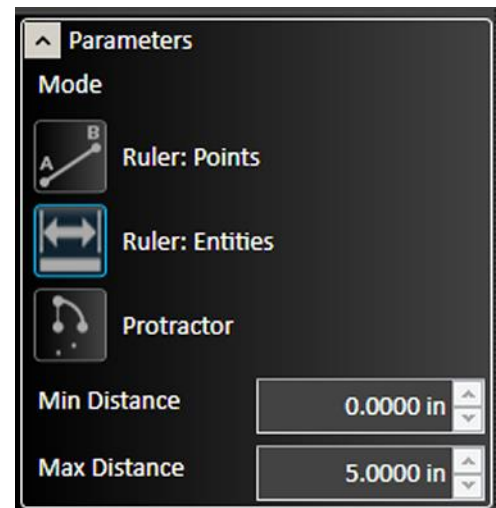 Parameters
Mode
A B
Ruler: Points
Ruler: Entities
Protractor
Min Distance 0.0000 in
Max Distance 5.0000 in